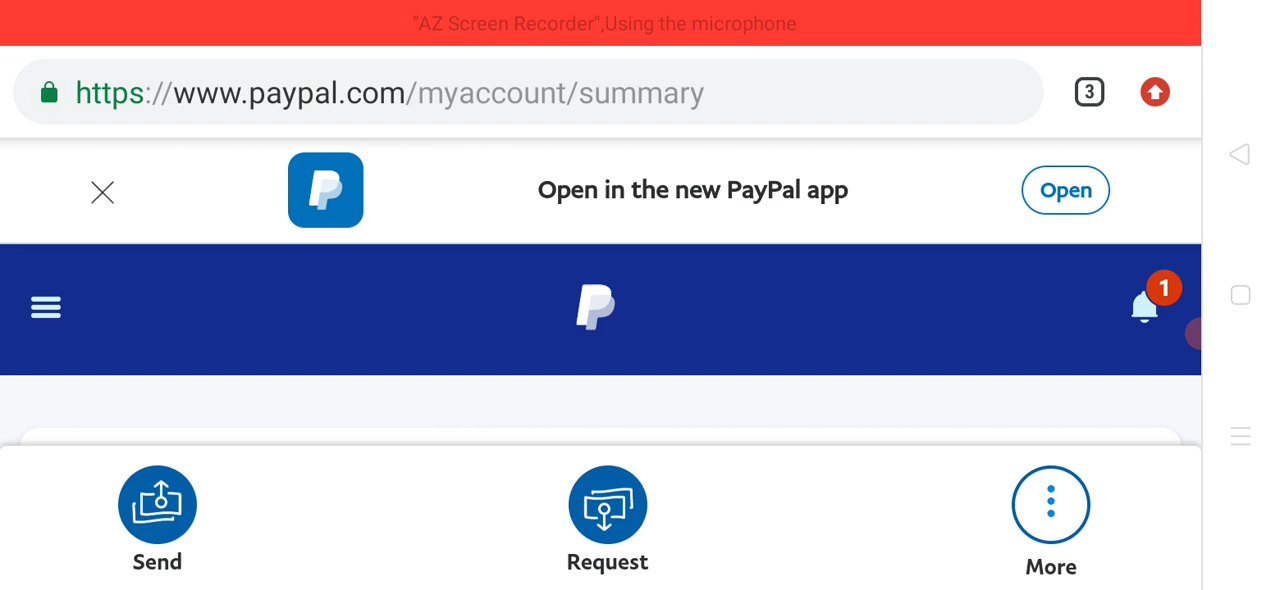 "AZ Screen Recorder",Using the microphone
https://www.paypal.com/myaccount/summary
3
Open in the new PayPal app
Open
1
Send
Request
More